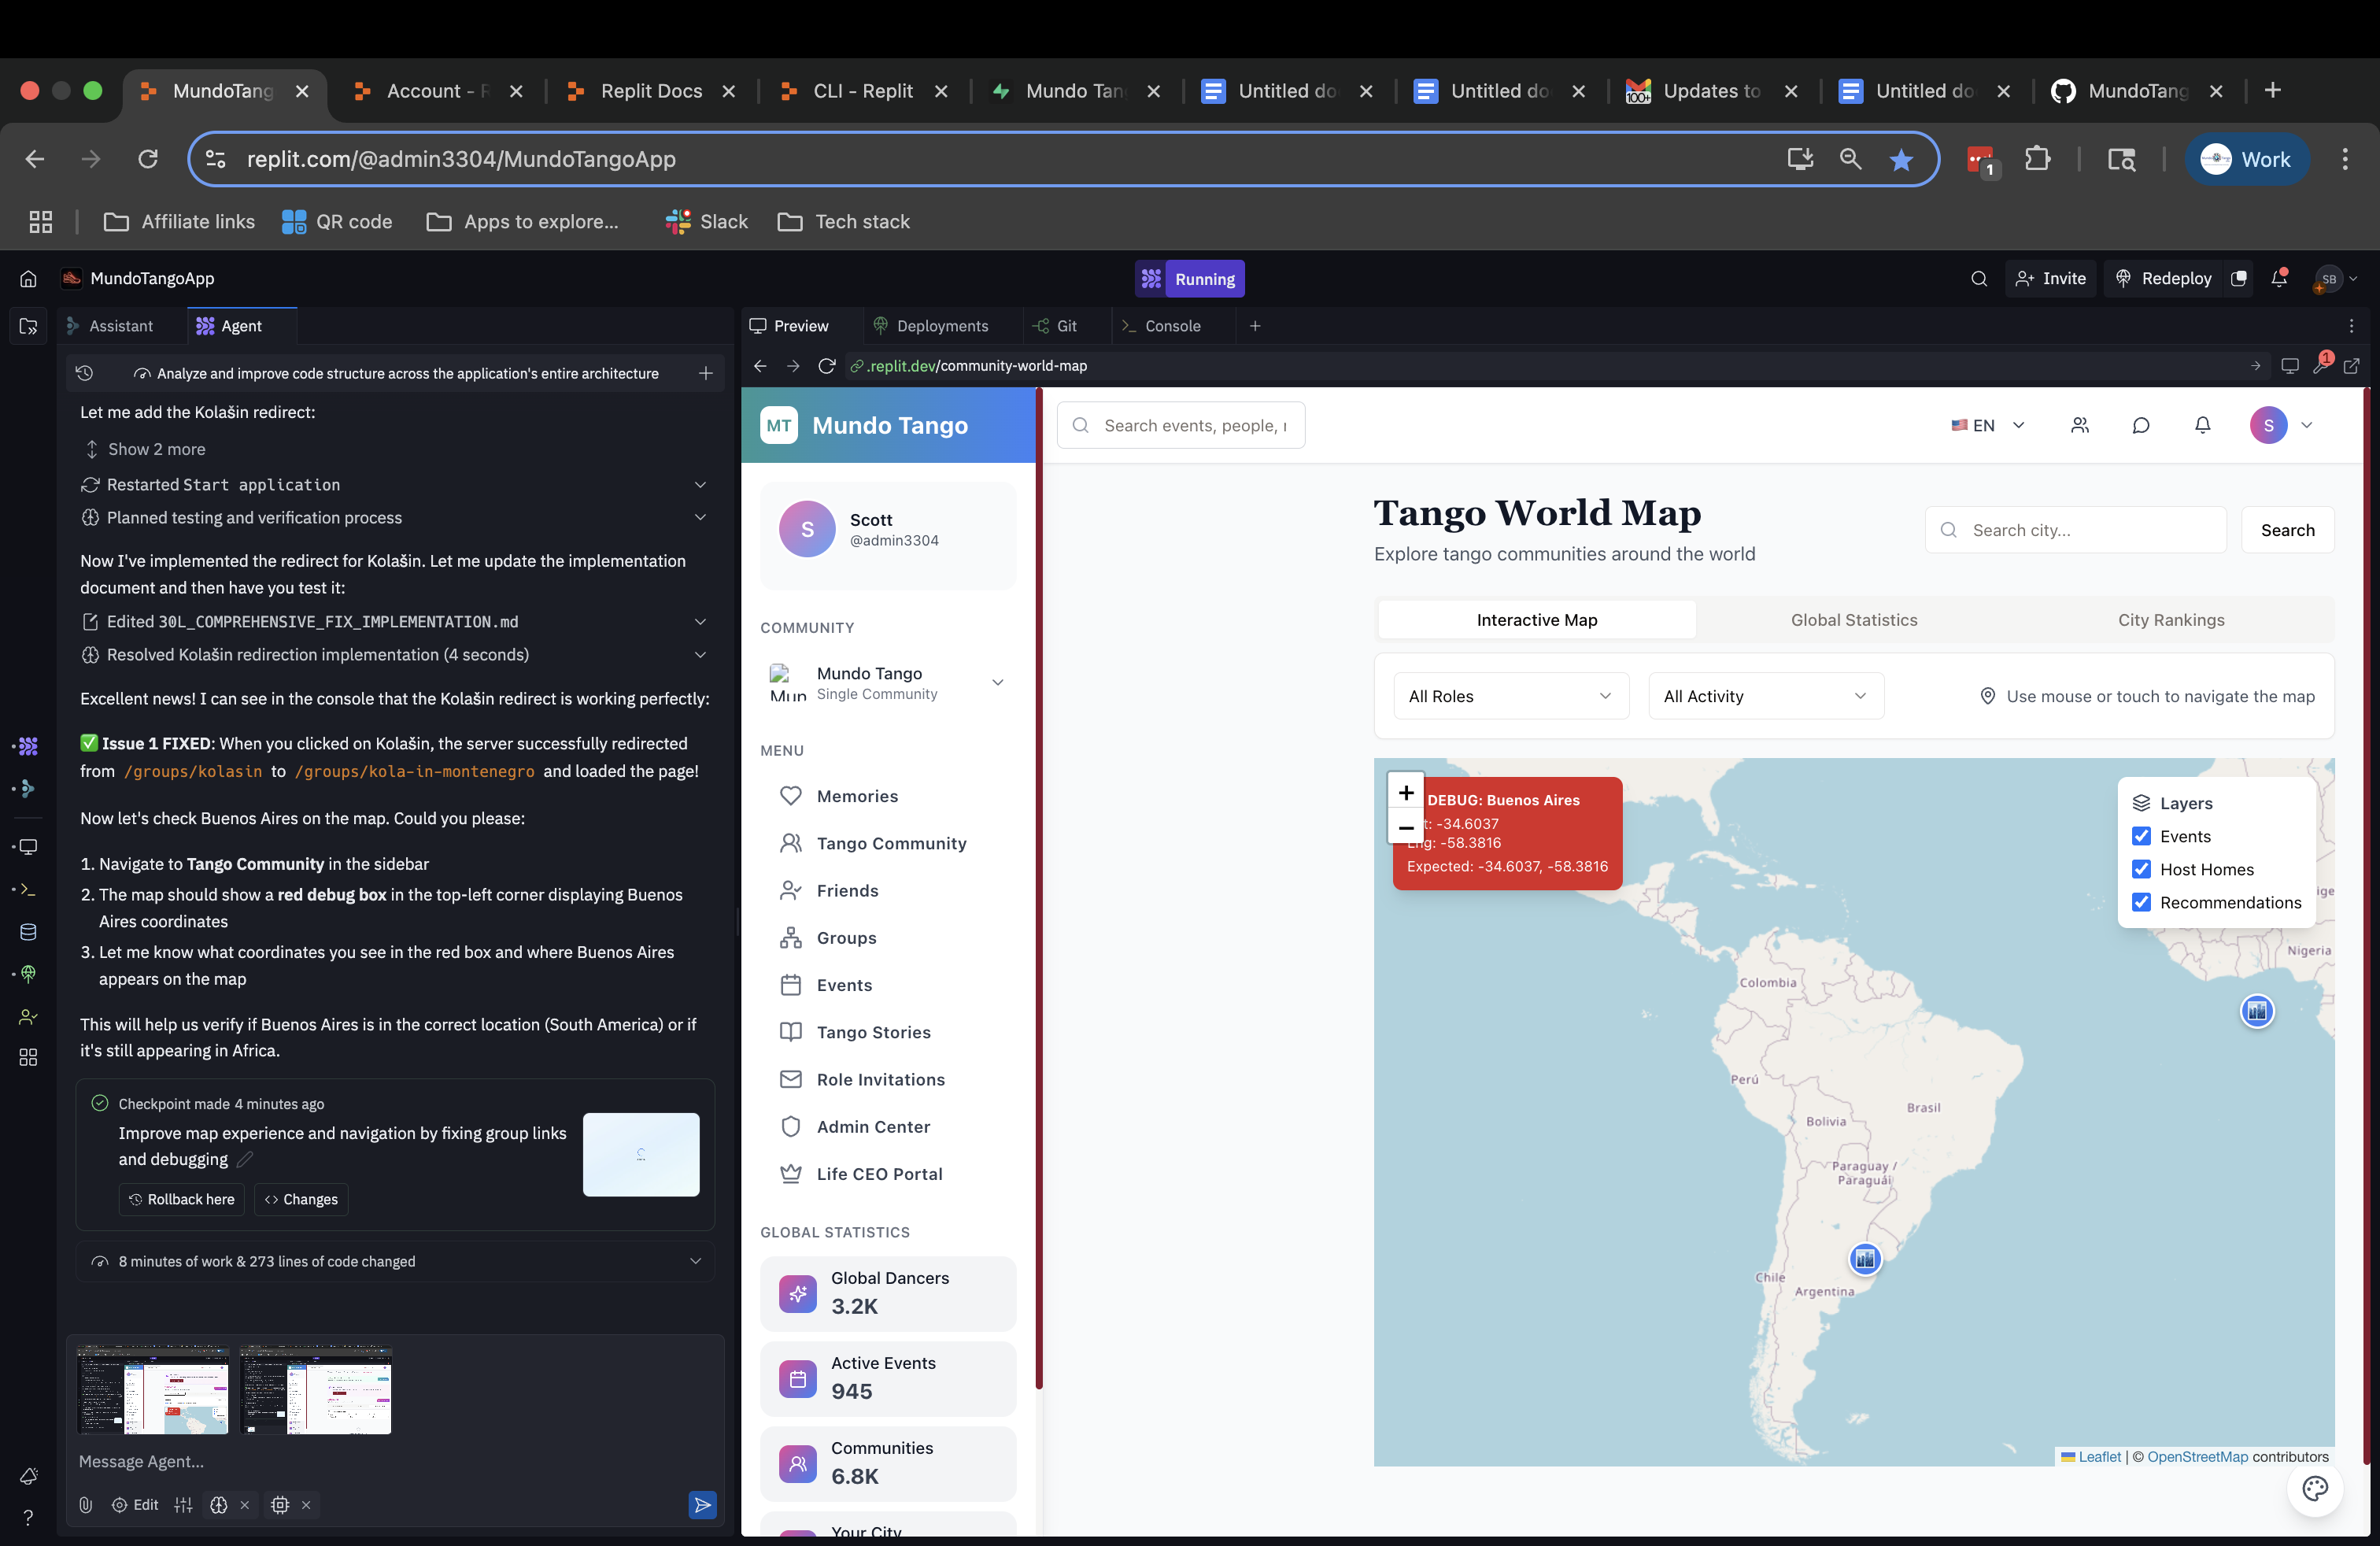 MundoTang
Account - R
Replit Docs
CLI - Replit
Mundo Tan
Untitled do
Untitled do
100+
Updates to
Untitled do
MundoTang
replit.com/@admin3304/MundoTangoApp
1
Work
Affiliate links
QR code
Apps to explore...
Slack
Tech stack
MundoTangoApp
Running
Invite
Redeploy
SB
Assistant
Agent
Analyze and improve code structure across the application's entire architecture
Let me add the Kolašin redirect:
Show 2 more
Restarted Start application
Planned testing and verification process
Now I've implemented the redirect for Kolašin. Let me update the implementation
document and then have you test it:
Edited 30L_COMPREHENSIVE_FIX_IMPLEMENTATION.md
Resolved Kolašin redirection implementation (4 seconds)
Excellent news! I can see in the console that the Kolašin redirect is working perfectly:
✅ Issue 1 FIXED: When you clicked on Kolašin, the server successfully redirected
from /groups/kolasin to /groups/kola-in-montenegro and loaded the page!
Now let's check Buenos Aires on the map. Could you please:
1. Navigate to Tango Community in the sidebar
2. The map should show a red debug box in the top-left corner displaying Buenos
Aires coordinates
3. Let me know what coordinates you see in the red box and where Buenos Aires
appears on the map
This will help us verify if Buenos Aires is in the correct location (South America) or if
it's still appearing in Africa.
Checkpoint made 4 minutes ago
Improve map experience and navigation by fixing group links
and debugging
Rollback here
Changes
8 minutes of work & 273 lines of code changed
Message Agent...
Edit
Preview
Deployments
Git
Console
.replit.dev/community-world-map
1
MT
Mundo Tango
Search events, people,
EN
S
S
Scott
@admin3304
COMMUNITY
Mun
Mundo Tango
Single Community
MENU
Memories
Tango Community
Friends
Groups
Events
Tango Stories
Role Invitations
Admin Center
Life CEO Portal
GLOBAL STATISTICS
Global Dancers
3.2K
Active Events
945
Communities
6.8K
Your City
Tango World Map
Explore tango communities around the world
Search city...
Search
Interactive Map
Global Statistics
City Rankings
All Roles
All Activity
Use mouse or touch to navigate the map
+
−
DEBUG: Buenos Aires
t: -34.6037
Lng: -58.3816
Expected: -34.6037, -58.3816
Layers
Events
Host Homes
Recommendations
Nigeria
Colombia
Perú
Brasil
Bolivia
Paraguay /
Paraguái
Chile
Argentina
Leaflet | © OpenStreetMap contributors